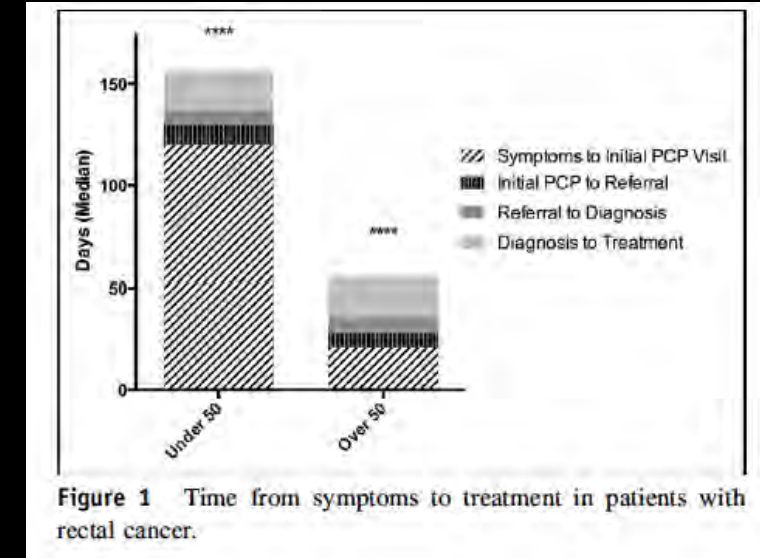 ****
150
100
50
0
Days (Median)
****
Under 50
Over 50
Symptoms to Initial PCP Visit
Initial PCP to Referral
Referral to Diagnosis
Diagnosis to Treatment
Figure 1 Time from symptoms to treatment in patients with
rectal cancer.